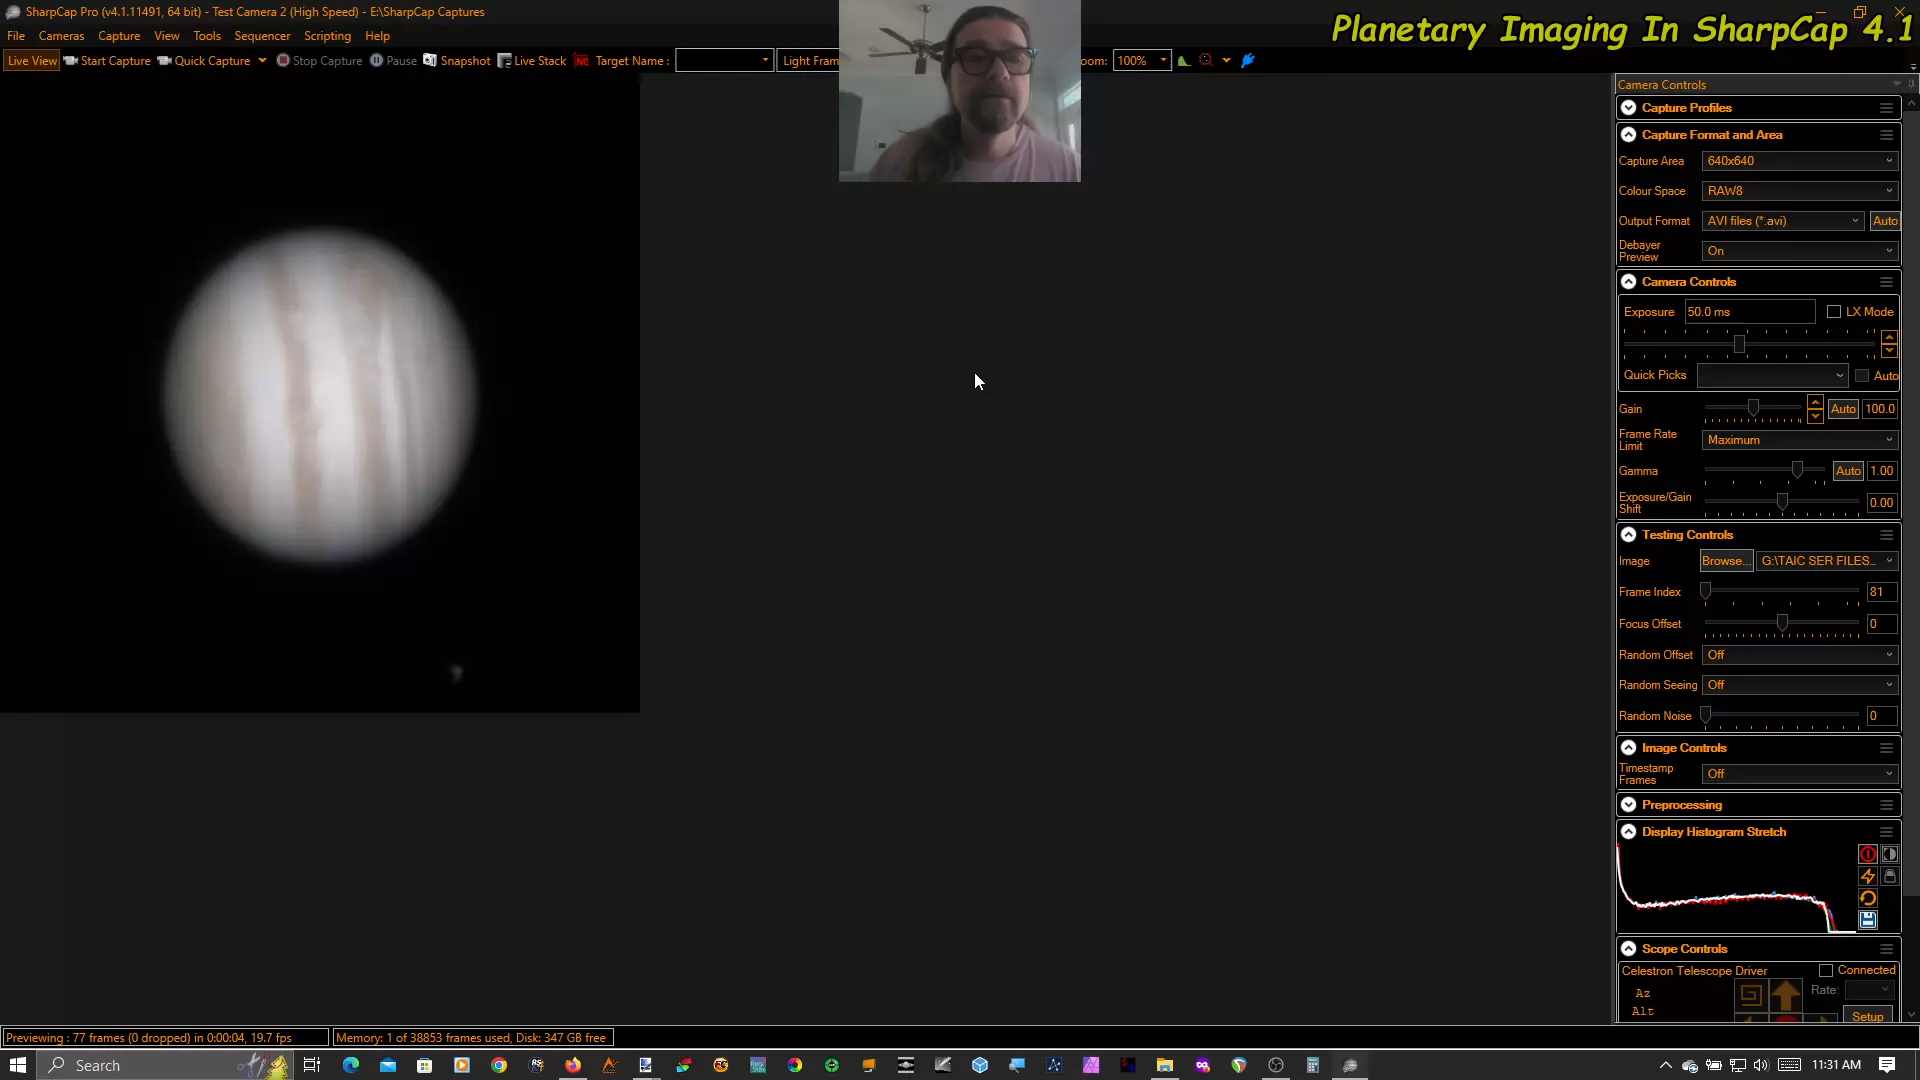 SharpCap Pro (v4.1.11491, 64 bit) - Test Camera 2 (High Speed) - E:\SharpCap Captures
Planetary Imaging In SharpCap 4.1
File Cameras Capture View Tools Sequencer Scripting Help
Live View Start Capture Quick Capture Stop Capture Pause Snapshot Live Stack Target Name : Light Fram oom: 100%
Camera Controls
Capture Profiles
Capture Format and Area
Capture Area 640x640
Colour Space RAW8
Output Format AVI files (*.avi) Auto
Debayer Preview On
Camera Controls
Exposure 50.0 ms LX Mode
Quick Picks Auto
Gain Auto 100.0
Frame Rate Limit Maximum
Gamma Auto 1.00
Exposure/Gain Shift 0.00
Testing Controls
Image Browse... G:\TAIC SER FILES...
Frame Index 81
Focus Offset 0
Random Offset Off
Random Seeing Off
Random Noise 0
Image Controls
Timestamp Frames Off
Preprocessing
Display Histogram Stretch
Scope Controls
Celestron Telescope Driver Connected
Az Rate:
Alt Setup
Previewing : 77 frames (0 dropped) in 0:00:04, 19.7 fps Memory: 1 of 38853 frames used, Disk: 347 GB free
Search 11:31 AM